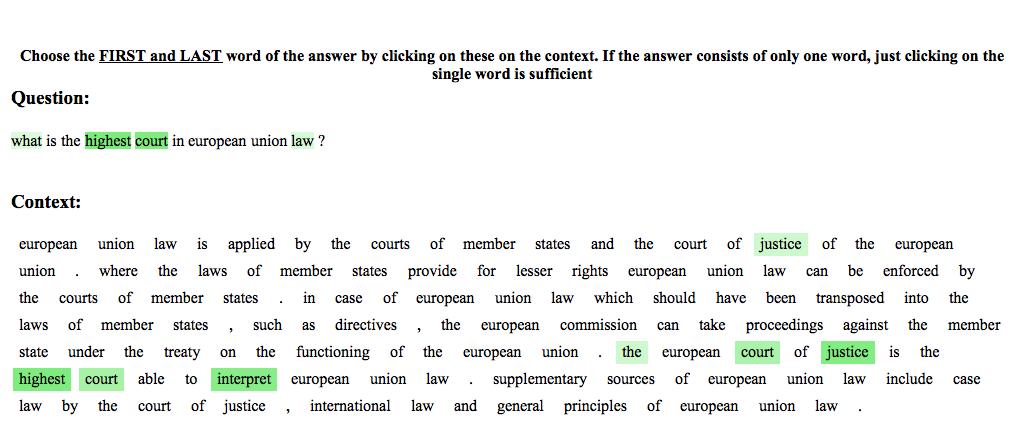 Choose the FIRST and LAST word of the answer by clicking on these on the context. If the answer consists of only one word, just clicking on the
single word is sufficient
Question:
what is the highest court in european union law ?
Context:
european union law is applied by the courts of member states and the court of justice of the european
union . where the laws of member states provide for lesser rights european union law can be enforced by
the courts of member states . in case of european union law which should have been transposed into the
laws of member states , such as directives , the european commission can take proceedings against the member
state under the treaty on the functioning of the european union . the european court of justice is the
highest court able to interpret european union law . supplementary sources of european union law include case
law by the court of justice , international law and general principles of european union law .